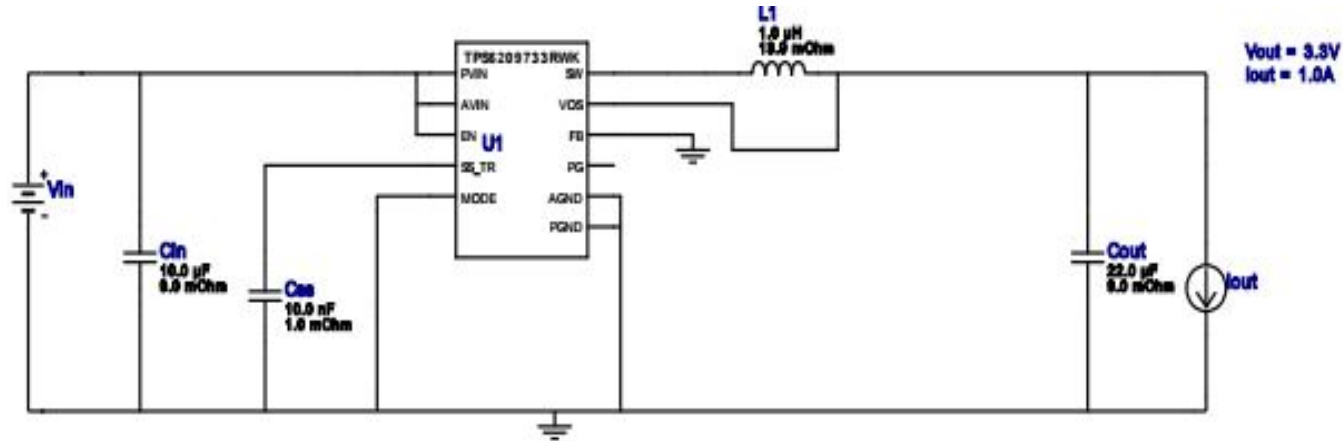 L1
1.0 µH
Vout = 3.3V
Iout = 1.0A
TPS6209733RWK
PVIN
SW
AVIN
VOS
EN
FB
U1
SS_TR
PG
MODE
AGND
PGND
+
Vin
-
Cin
10.0 µF
Css
10.0 nF
1.0 mOhm
Cout
22.0 µF
Iout